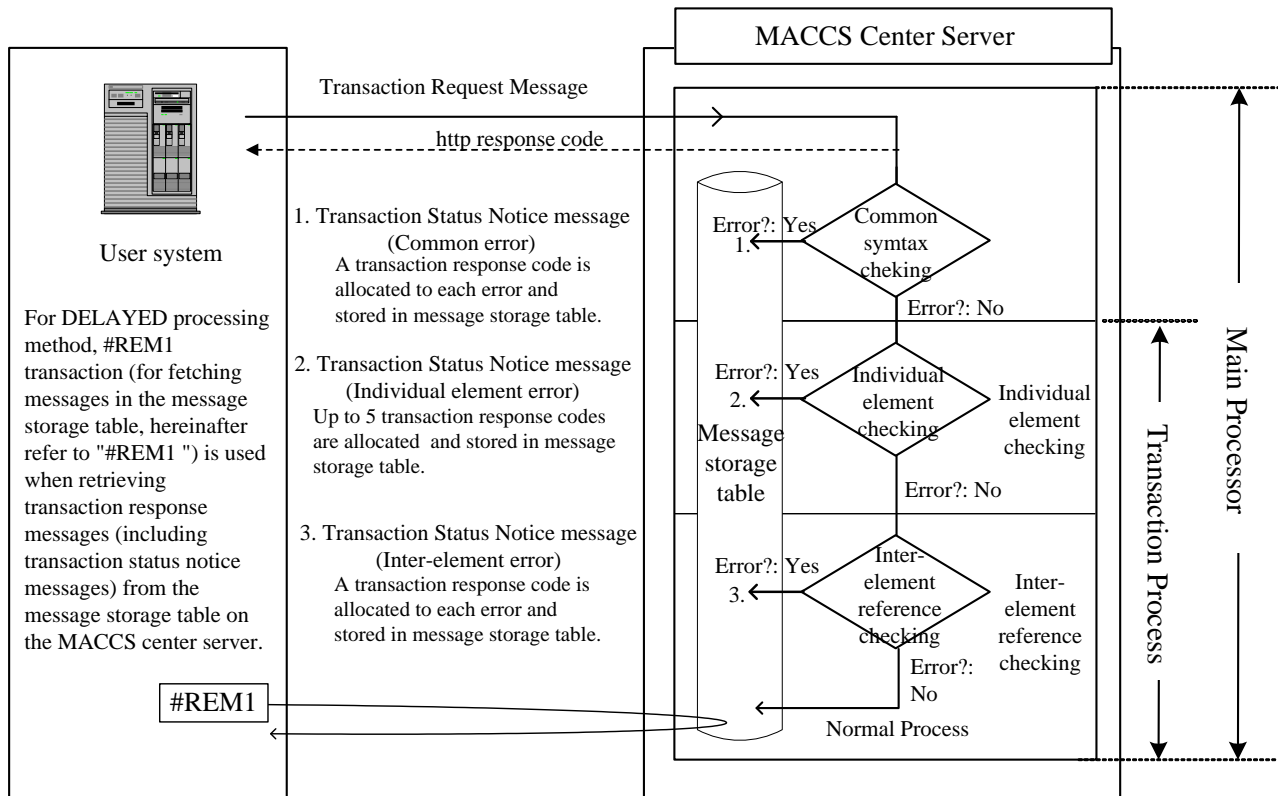 MACCS Center Server
Transaction Request Message
http response code
User system
For DELAYED processing
method, #REM1
transaction (for fetching
messages in the message
storage table, hereinafter
refer to "#REM1 ") is used
when retrieving
transaction response
messages (including
transaction status notice
messages) from the
message storage table on
the MACCS center server.
#REM1
1. Transaction Status Notice message
(Common error)
A transaction response code is
allocated to each error and
stored in message storage table.
2. Transaction Status Notice message
(Individual element error)
Up to 5 transaction response codes
are allocated  and stored in message
storage table.
3. Transaction Status Notice message
(Inter-element error)
A transaction response code is
allocated to each error and
stored in message storage table.
Error?: Yes
1.
Common
symtax
cheking
Error?: No
Error?: Yes
2.
Individual
element
checking
Individual
element
checking
Message
storage
table
Error?: No
Error?: Yes
3.
Inter-
element
reference
checking
Inter-
element
reference
checking
Error?:
No
Normal Process
Transaction Process
Main Processor